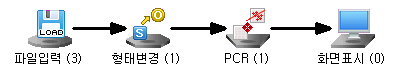 LOAD
S
O
파일입력 (3)
형태변경 (1)
PCR (1)
화면표시 (0)